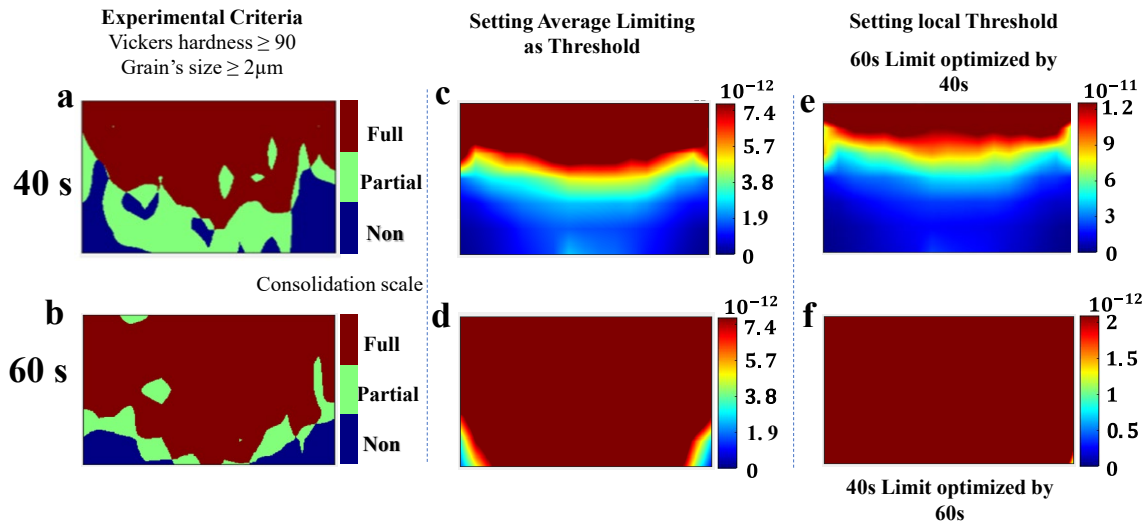 Experimental Criteria
Vickers hardness ≥ 90
Grain's size ≥ 2μm
Setting Average Limiting
as Threshold
Setting local Threshold
60s Limit optimized by
40s
a
40 s
Full
Partial
Non
c
10⁻¹²
7.4
5.7
3.8
1.9
0
e
10⁻¹¹
1.2
9
6
3
0
Consolidation scale
b
60 s
Full
Partial
Non
d
10⁻¹²
7.4
5.7
3.8
1.9
0
f
10⁻¹²
2
1.5
1
0.5
0
40s Limit optimized by
60s